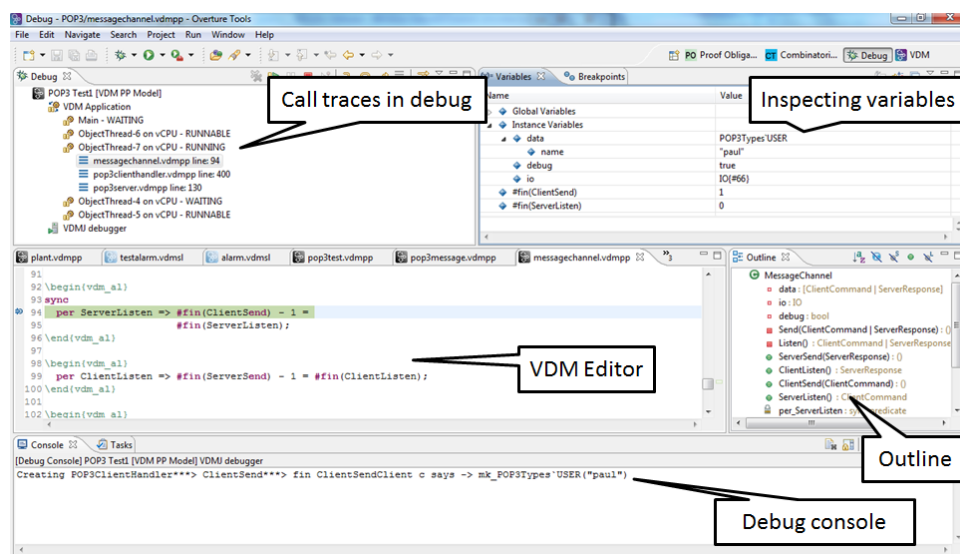 Debug - POP3/messagechannel.vdmpp - Overture Tools
File Edit Navigate Search Project Run Window Help
PO Proof Obliga... CT Combinatori... Debug VDM
Debug
POP3 Test1 [VDM PP Model]
VDM Application
Main - WAITING
ObjectThread-6 on vCPU - RUNNABLE
ObjectThread-7 on vCPU - RUNNING
messagechannel.vdmpp line: 94
pop3clienthandler.vdmpp line: 400
pop3server.vdmpp line: 130
ObjectThread-4 on vCPU - WAITING
ObjectThread-5 on vCPU - RUNNABLE
VDMJ debugger
Call traces in debug
Variables Breakpoints
Name Value
Global Variables
Instance Variables
data POP3Types`USER
name "paul"
debug true
io IO{#66}
#fin(ClientSend) 1
#fin(ServerListen) 0
Inspecting variables
plant.vdmpp testalarm.vdmsl alarm.vdmsl pop3test.vdmpp pop3message.vdmpp messagechannel.vdmpp
91
92 \begin{vdm_al}
93 sync
94 per ServerListen => #fin(ClientSend) - 1 =
95 #fin(ServerListen);
96 \end{vdm_al}
97
98 \begin{vdm_al}
99 per ClientListen => #fin(ServerSend) - 1 = #fin(ClientListen);
100 \end{vdm_al}
101
102 \begin{vdm_al}
VDM Editor
Outline
MessageChannel
data : [ClientCommand | ServerResponse]
io : IO
debug : bool
Send(ClientCommand | ServerResponse) : ()
Listen() : ClientCommand | ServerResponse
ServerSend(ServerResponse) : ()
ClientListen() : ServerResponse
ClientSend(ClientCommand) : ()
ServerListen() : ClientCommand
per_ServerListen :
Outline
Console Tasks
[Debug Console] POP3 Test1 [VDM PP Model] VDMJ debugger
Creating POP3ClientHandler***> ClientSend***> fin ClientSendClient c says -> mk_POP3Types`USER("paul")
Debug console